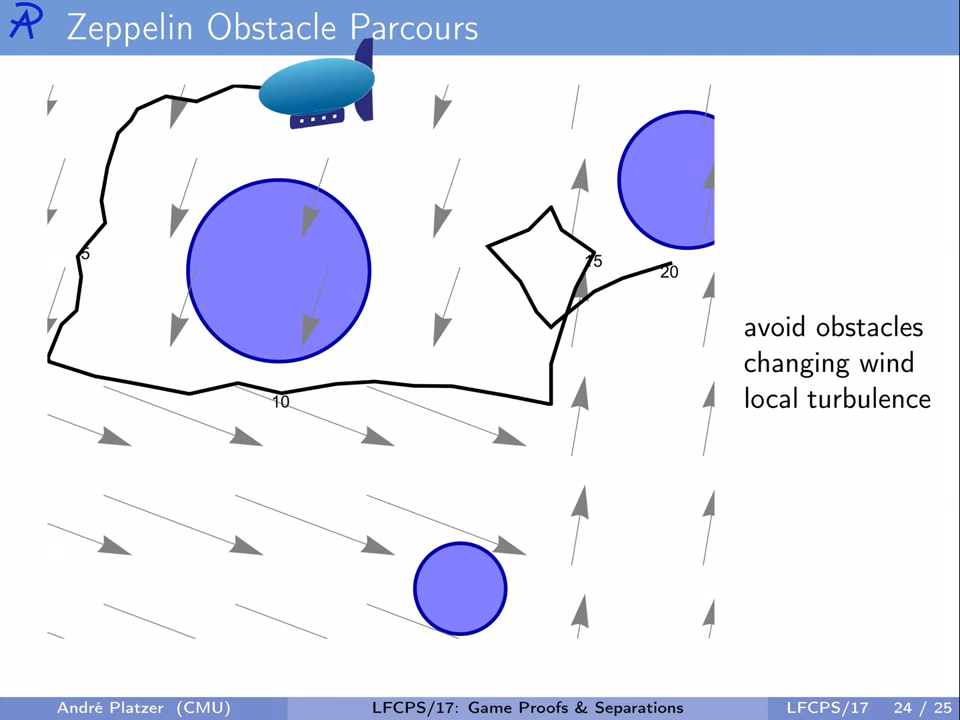 Zeppelin Obstacle Parcours
5
15
20
10
avoid obstacles
changing wind
local turbulence
André Platzer (CMU)
LFCPS/17: Game Proofs & Separations
LFCPS/17
24 / 25